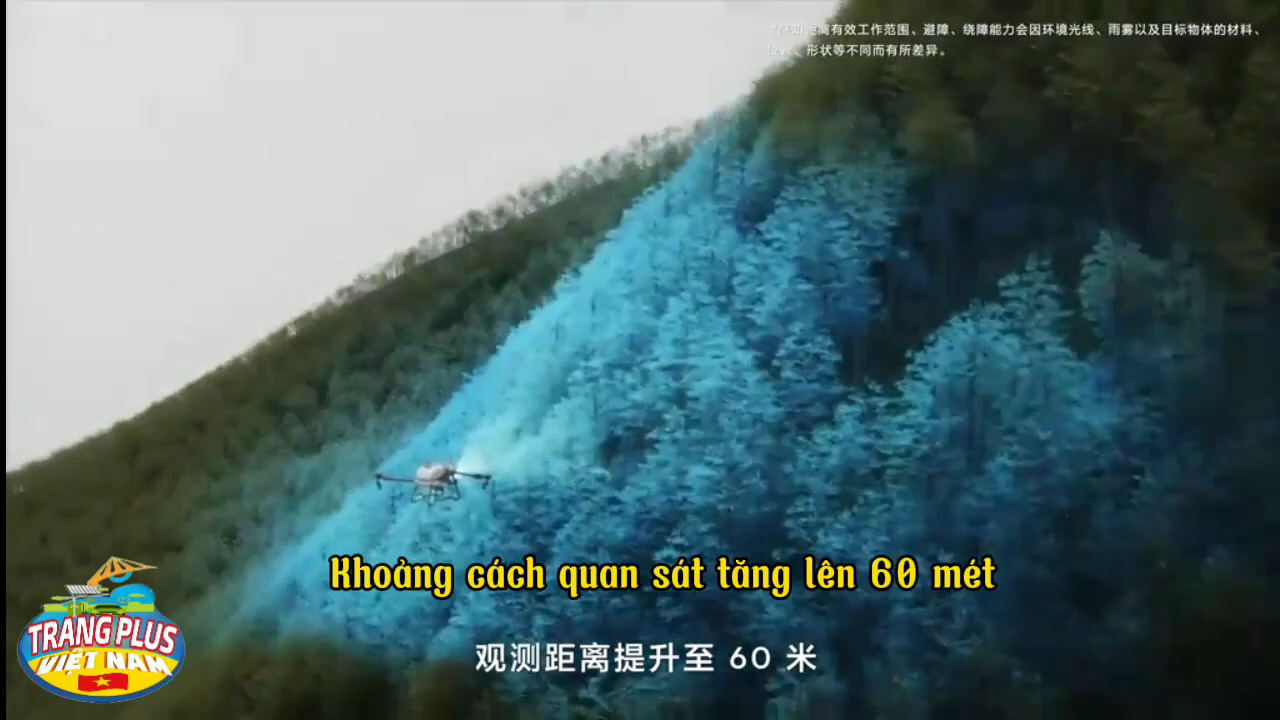 离有效工作范围、避障、绕障能力会因环境光线、雨雾以及目标物体的材料、
形状等不同而有所差异。
Khoảng cách quan sát tăng lên 60 mét
TRANG PLUS
VIỆT NAM
观测距离提升至 60 米